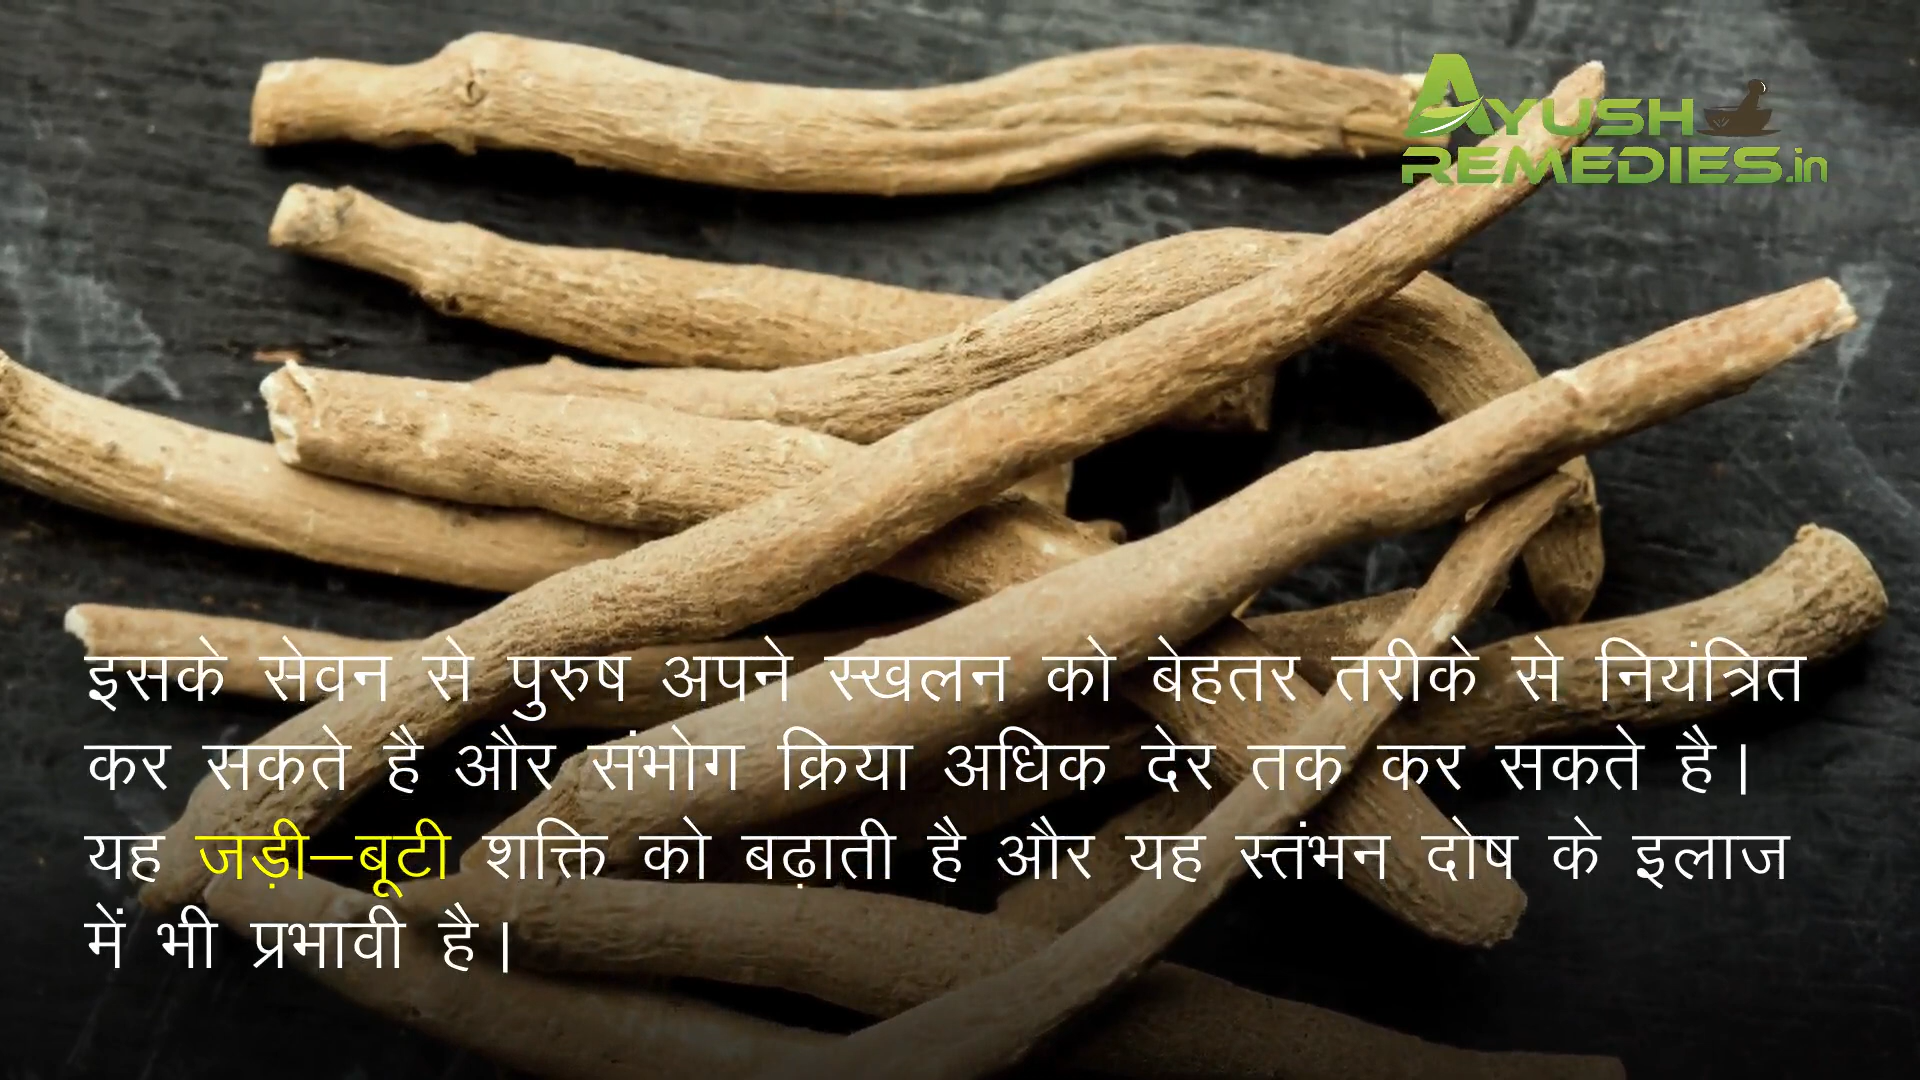 AYUSH
REMEDIES.in
इसके सेवन से पुरुष अपने स्खलन को बेहतर तरीके से नियंत्रित
कर सकते है और संभोग क्रिया अधिक देर तक कर सकते है।
यह जड़ी–बूटी शक्ति को बढ़ाती है और यह स्तंभन दोष के इलाज
में भी प्रभावी है।